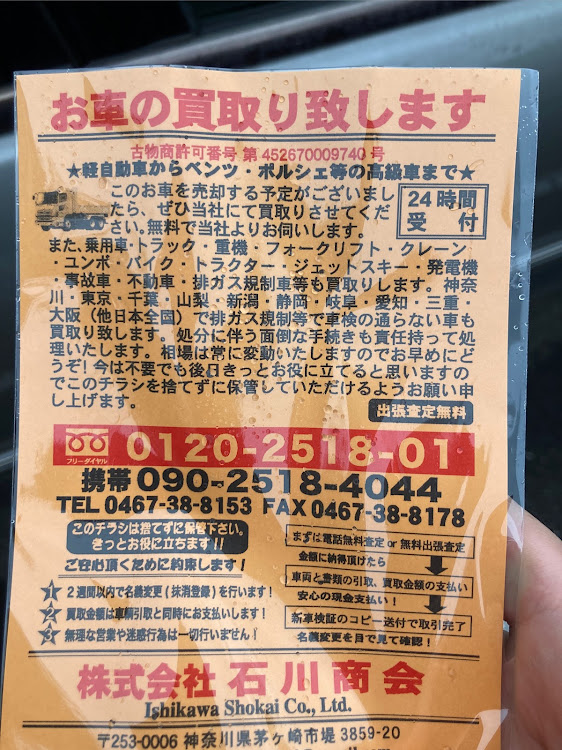 お車の買取り致します
古物商許可番号 第 452670009740 号
★軽自動車からベンツ・ポルシェ等の高級車まで★
このお車を売却する予定がございまし
たら、ぜひ当社にて買取りさせてくだ
さい。無料で当社よりお伺いします。
24時間
受付
また、乗用車・トラック・重機・フォークリフト・クレーン
・ユンボ・バイク・トラクター・ジェットスキー・発電機
・事故車・不動車・排ガス規制車等も買取りします。神奈
川・東京・千葉・山梨・新潟・静岡・岐阜・愛知・三重・
大阪(他日本全国)で排ガス規制等で車検の通らない車も
買取り致します。処分に伴う面倒な手続きも責任持って処
理いたします。相場は常に変動いたしますのでお早めにど
うぞ!今は不要でも後日きっとお役に立てると思いますの
でこのチラシを捨てずに保管していただけるようお願い申
し上げます。
出張査定無料
フリーダイヤル
0120-2518-01
携帯 090-2518-4044
TEL 0467-38-8153 FAX 0467-38-8178
このチラシは捨てずに保管下さい。
きっとお役に立ちます!!
ご安心頂くためにお約束します!
1 2週間以内で名義変更(抹消登録)を行います!
2 買取金額は車輌引取と同時にお支払いします!
3 無理な営業や迷惑行為は一切行いません!
まずは電話無料査定 or 無料出張査定
金額に納得頂けたら
車両と書類の引取、買取金額の支払い
安心の現金支払い!
新車検証のコピー送付で取引完了
名義変更を目で見て確認!
株式会社 石川商会
Ishikawa Shokai Co., Ltd.
〒253-0006 神奈川県茅ヶ崎市堤 3859-20